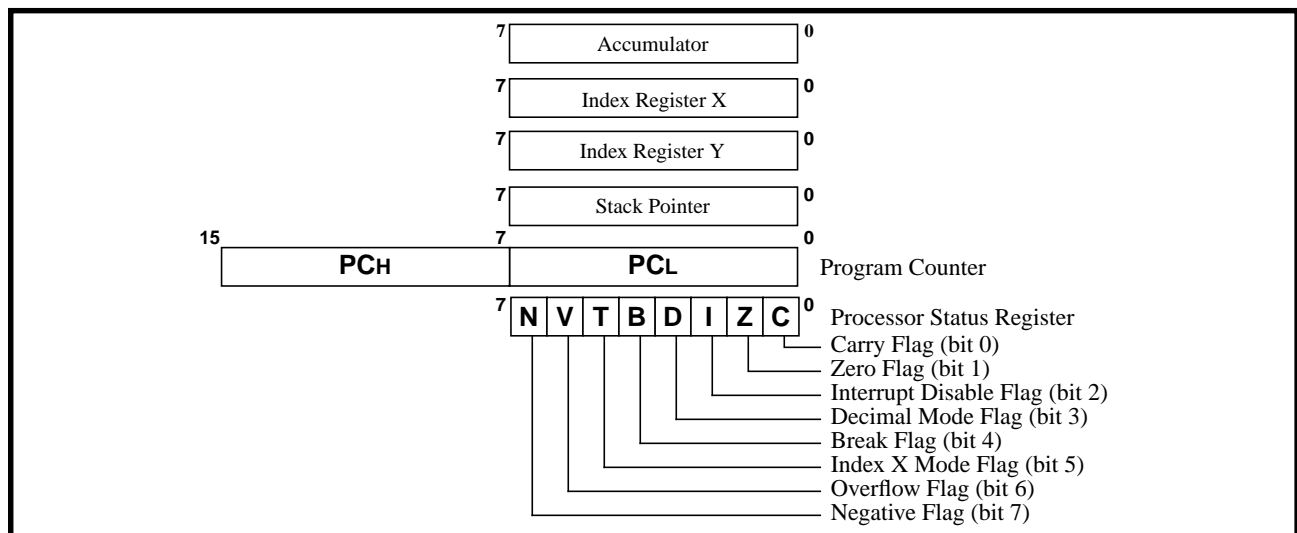 7 Accumulator 0
7 Index Register X 0
7 Index Register Y 0
7 Stack Pointer 0
15 7 0
PCH PCL Program Counter
7 N V T B D I Z C 0 Processor Status Register
Carry Flag (bit 0)
Zero Flag (bit 1)
Interrupt Disable Flag (bit 2)
Decimal Mode Flag (bit 3)
Break Flag (bit 4)
Index X Mode Flag (bit 5)
Overflow Flag (bit 6)
Negative Flag (bit 7)